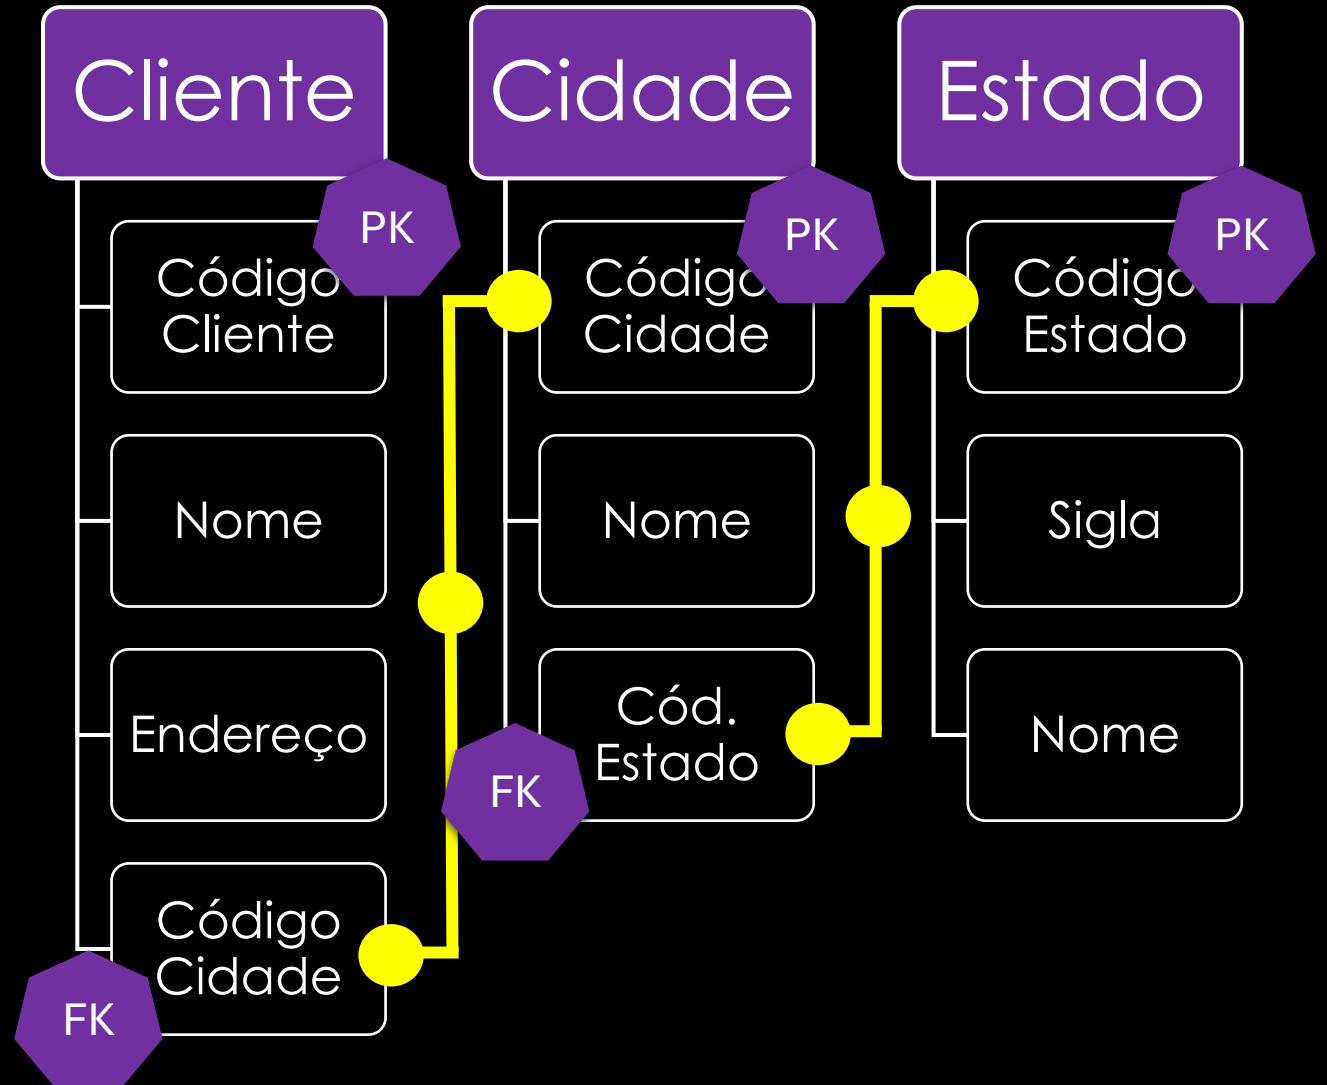 Cliente
PK
Código
Cliente
Nome
Endereço
Código
Cidade
FK
Cidade
PK
Código
Cidade
Nome
Cód.
Estado
FK
Estado
PK
Código
Estado
Sigla
Nome